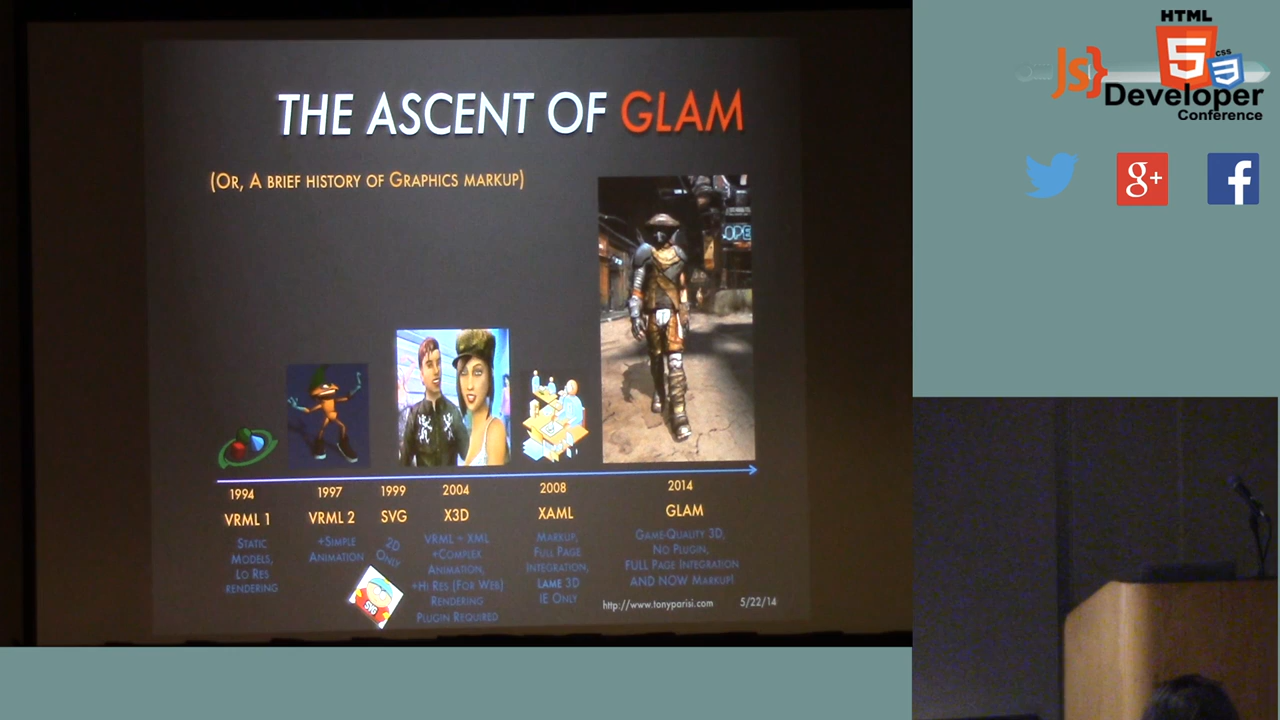 THE ASCENT OF GLAM
(OR, A BRIEF HISTORY OF GRAPHICS MARKUP)
OPE
1994
VRML 1
STATIC
MODELS,
LO RES
RENDERING
1997
VRML 2
+SIMPLE
ANIMATION
1999
SVG
2D
ONLY
SVG
2004
X3D
VRML + XML
+COMPLEX
ANIMATION,
+HI RES (FOR WEB)
RENDERING
PLUGIN REQUIRED
2008
XAML
MARKUP,
FULL PAGE
INTEGRATION,
LAME 3D
IE ONLY
2014
GLAM
GAME-QUALITY 3D,
NO PLUGIN,
FULL PAGE INTEGRATION
AND NOW MARKUP!
http://www.tonyparisi.com 5/22/14
HTML
5
JS}
CSS
3
Developer
Conference
g+
f